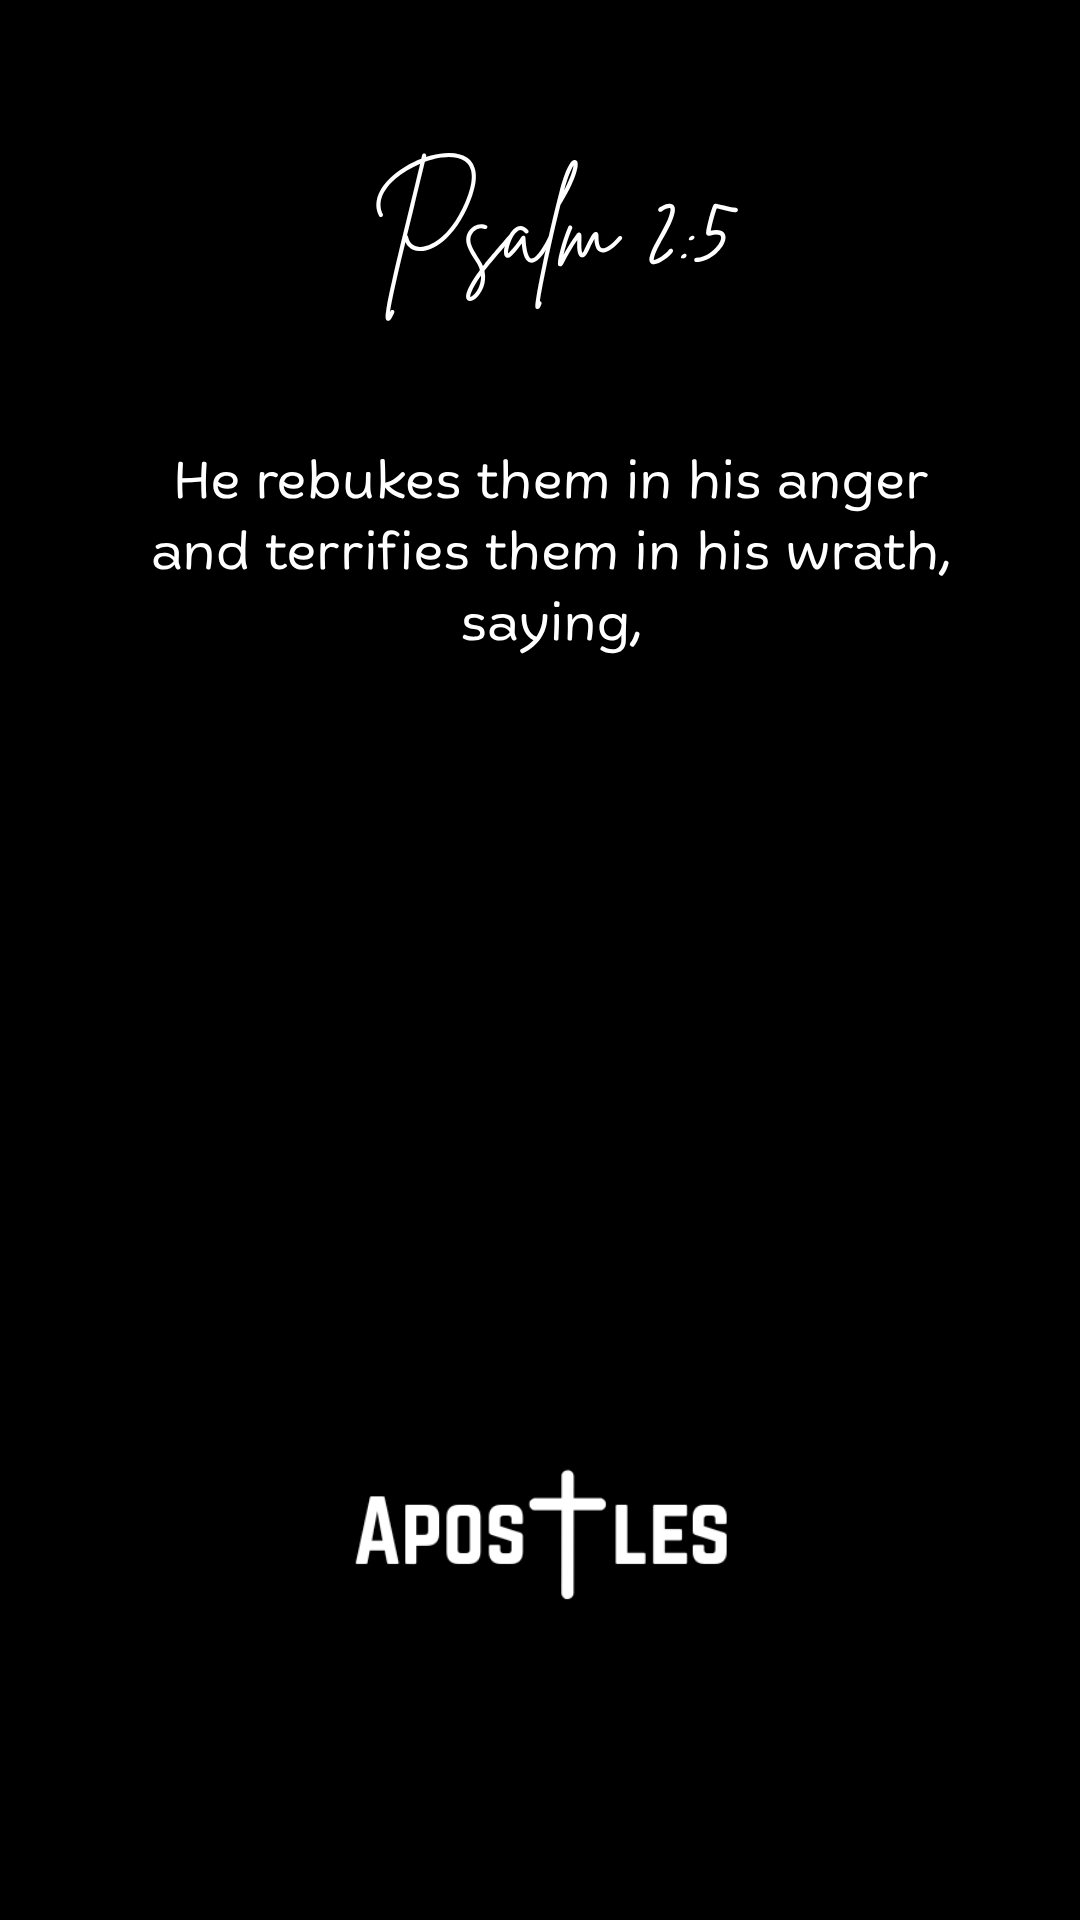 Psalm 2:5
He rebukes them in his anger
and terrifies them in his wrath,
saying,
APOSTLES